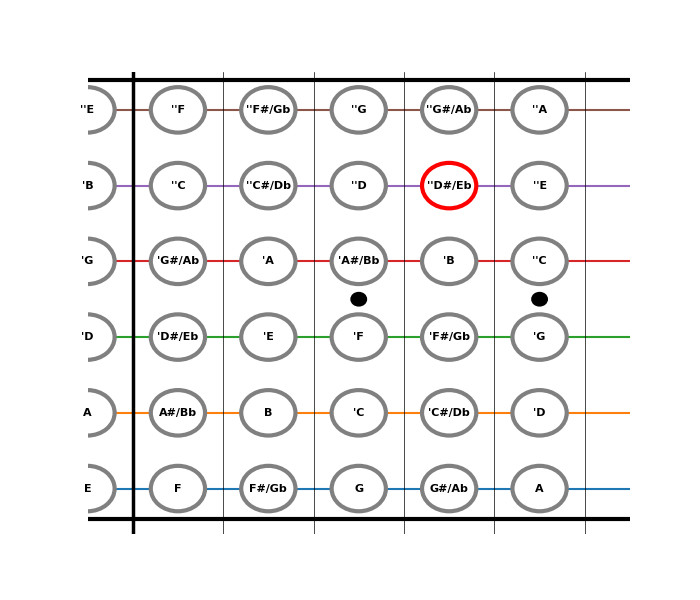 ''E ''F ''F#/Gb ''G ''G#/Ab ''A
'B ''C ''C#/Db ''D ''D#/Eb ''E
'G 'G#/Ab 'A 'A#/Bb 'B ''C
'D 'D#/Eb 'E 'F 'F#/Gb 'G
A A#/Bb B 'C 'C#/Db 'D
E F F#/Gb G G#/Ab A